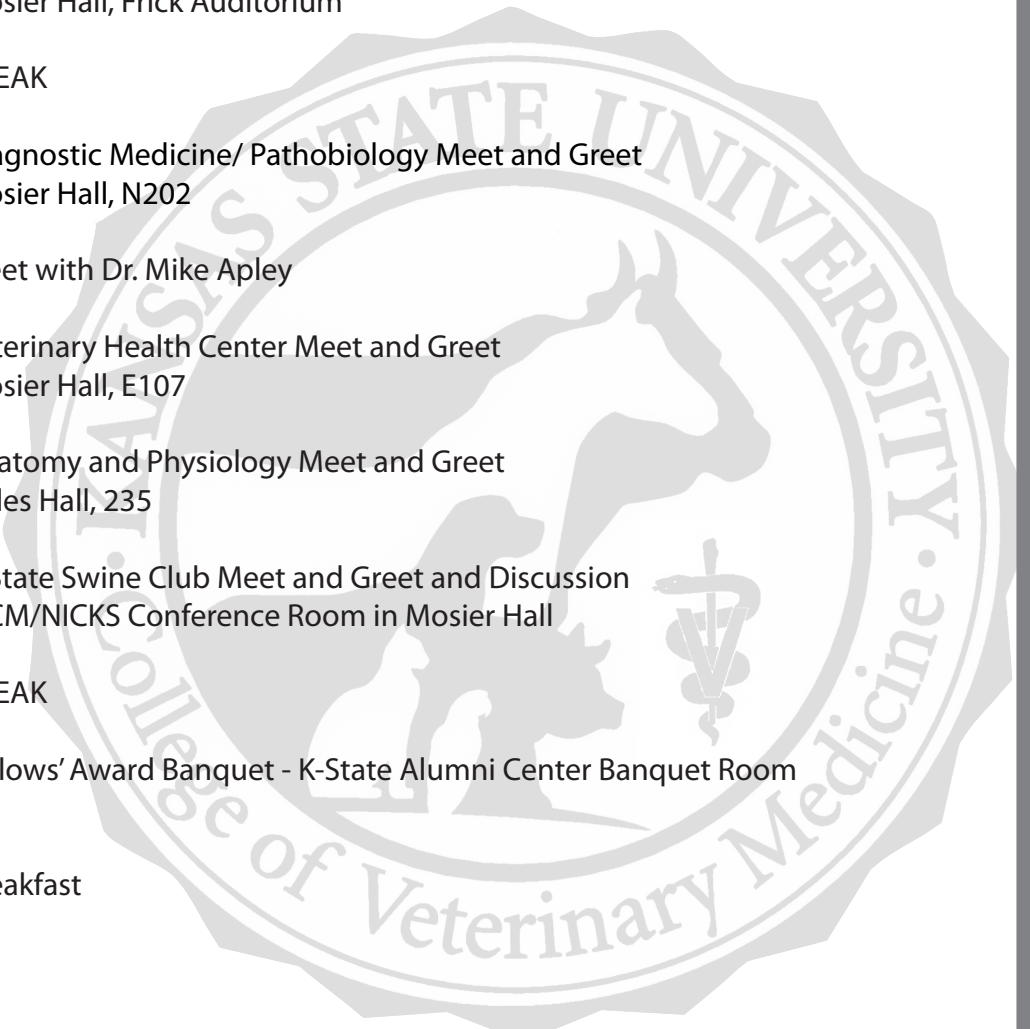 osier Hall, Frick Auditorium
EAK
agnostic Medicine/ Pathobiology Meet and Greet
osier Hall, N202
eet with Dr. Mike Apley
terinary Health Center Meet and Greet
osier Hall, E107
atomy and Physiology Meet and Greet
les Hall, 235
State Swine Club Meet and Greet and Discussion
CM/NICKS Conference Room in Mosier Hall
EAK
llows’ Award Banquet - K-State Alumni Center Banquet Room
eakfast
KANSAS STATE UNIVERSITY
College of Veterinary Medicine
V